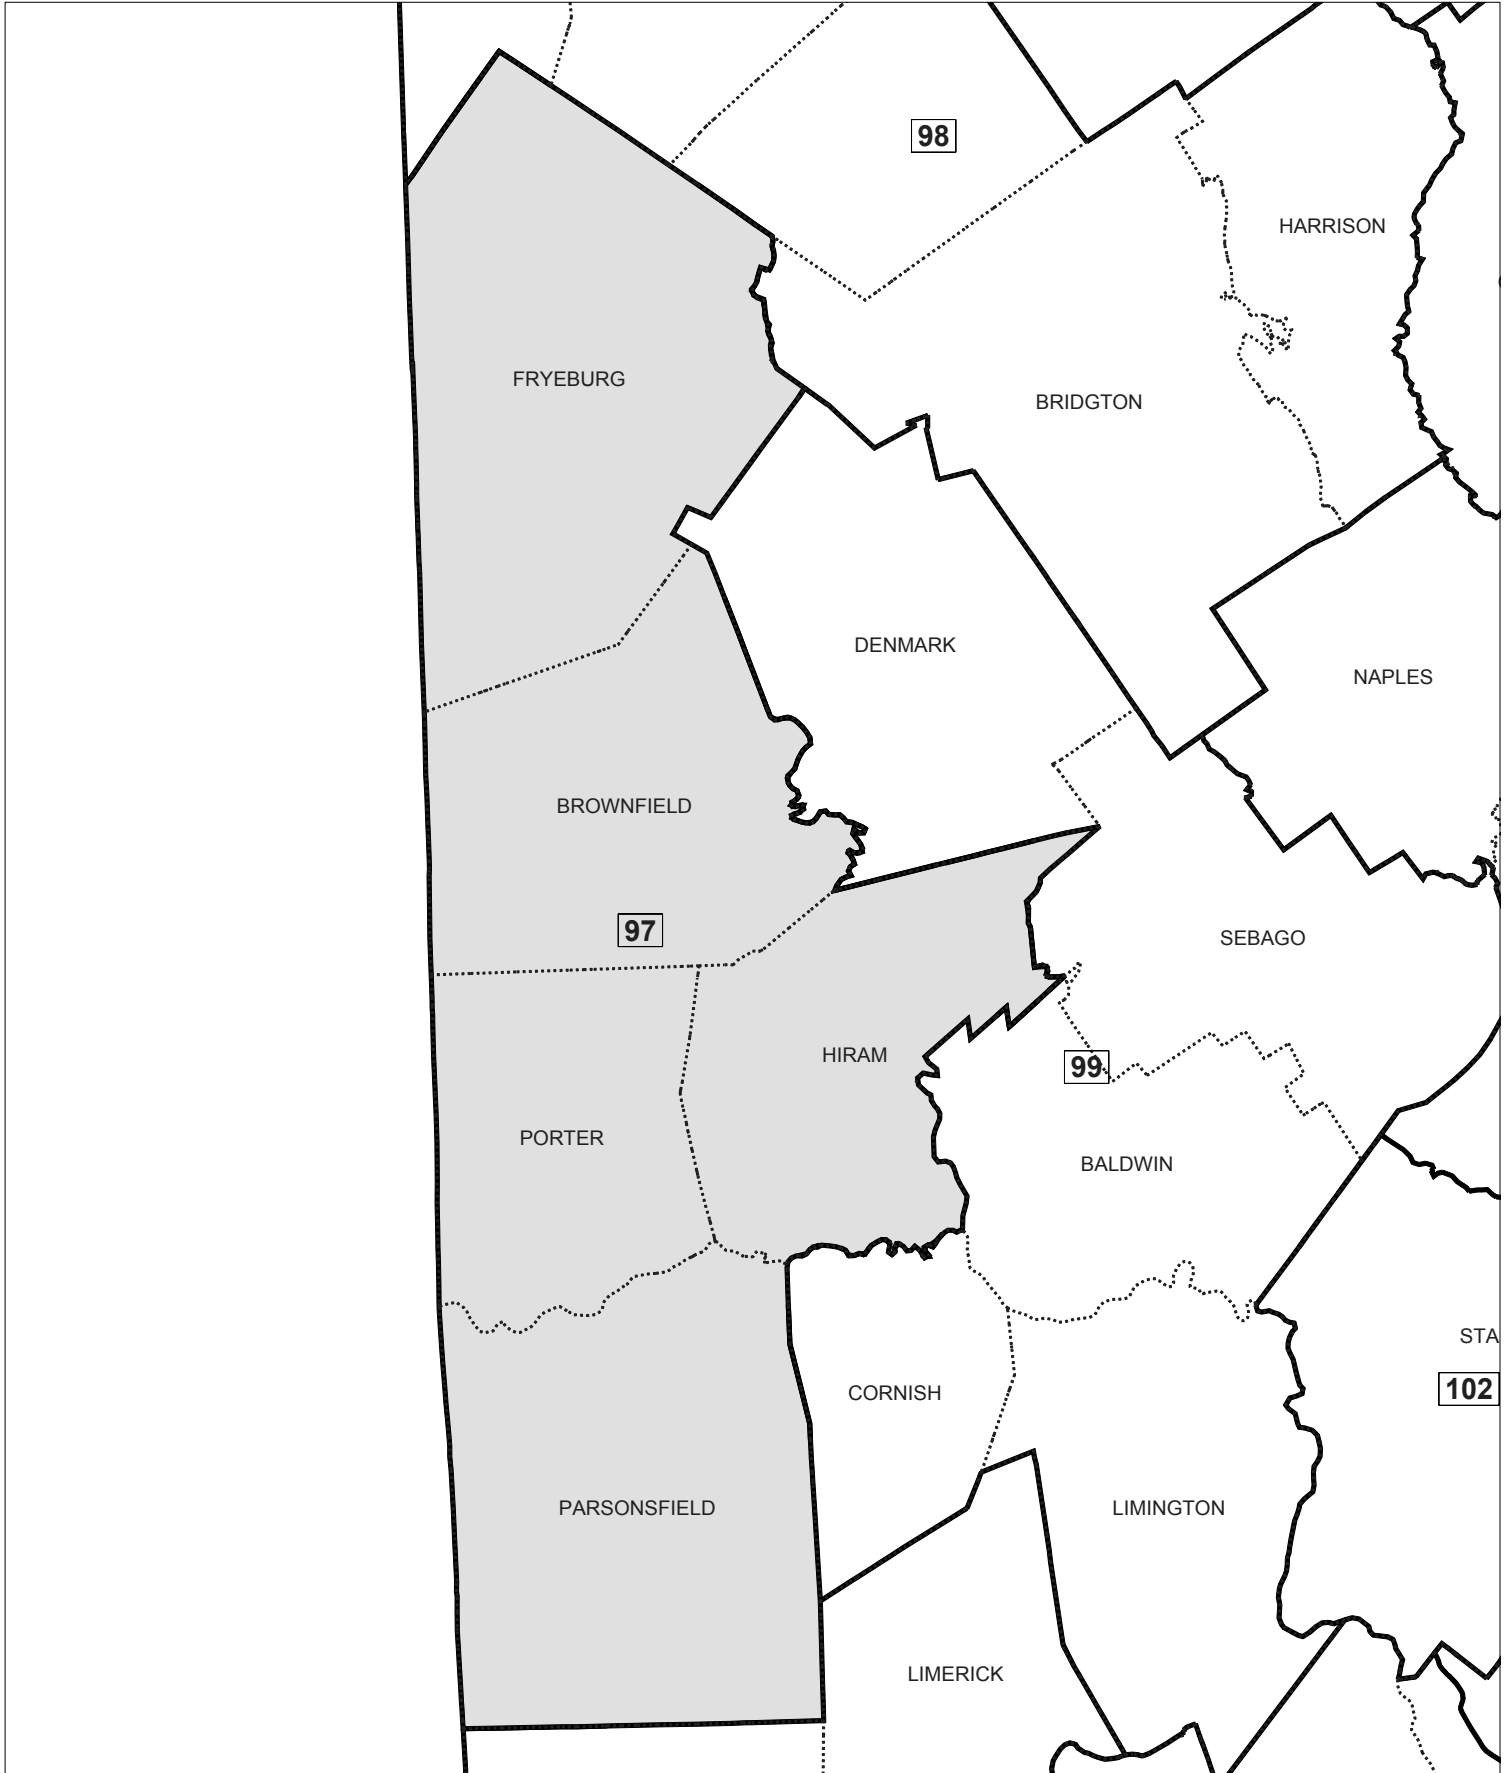 98
HARRISON
FRYEBURG
BRIDGTON
DENMARK
NAPLES
BROWNFIELD
97
SEBAGO
HIRAM
99
PORTER
BALDWIN
STA
102
CORNISH
PARSONSFIELD
LIMINGTON
LIMERICK